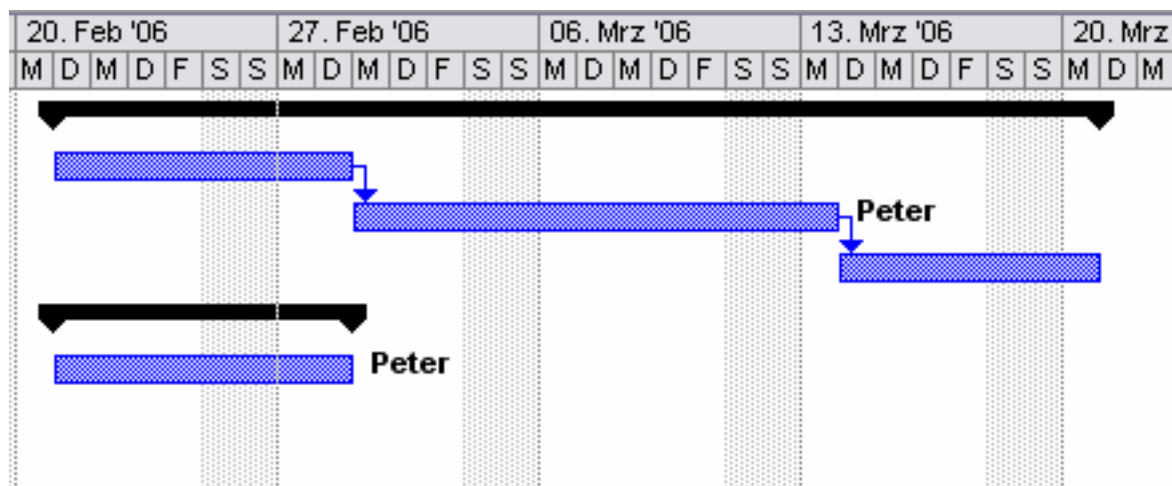 20. Feb '06 27. Feb '06 06. Mrz '06 13. Mrz '06 20. Mrz
M D M D F S S M D M D F S S M D M D F S S M D M D F S S M D M
Peter
Peter